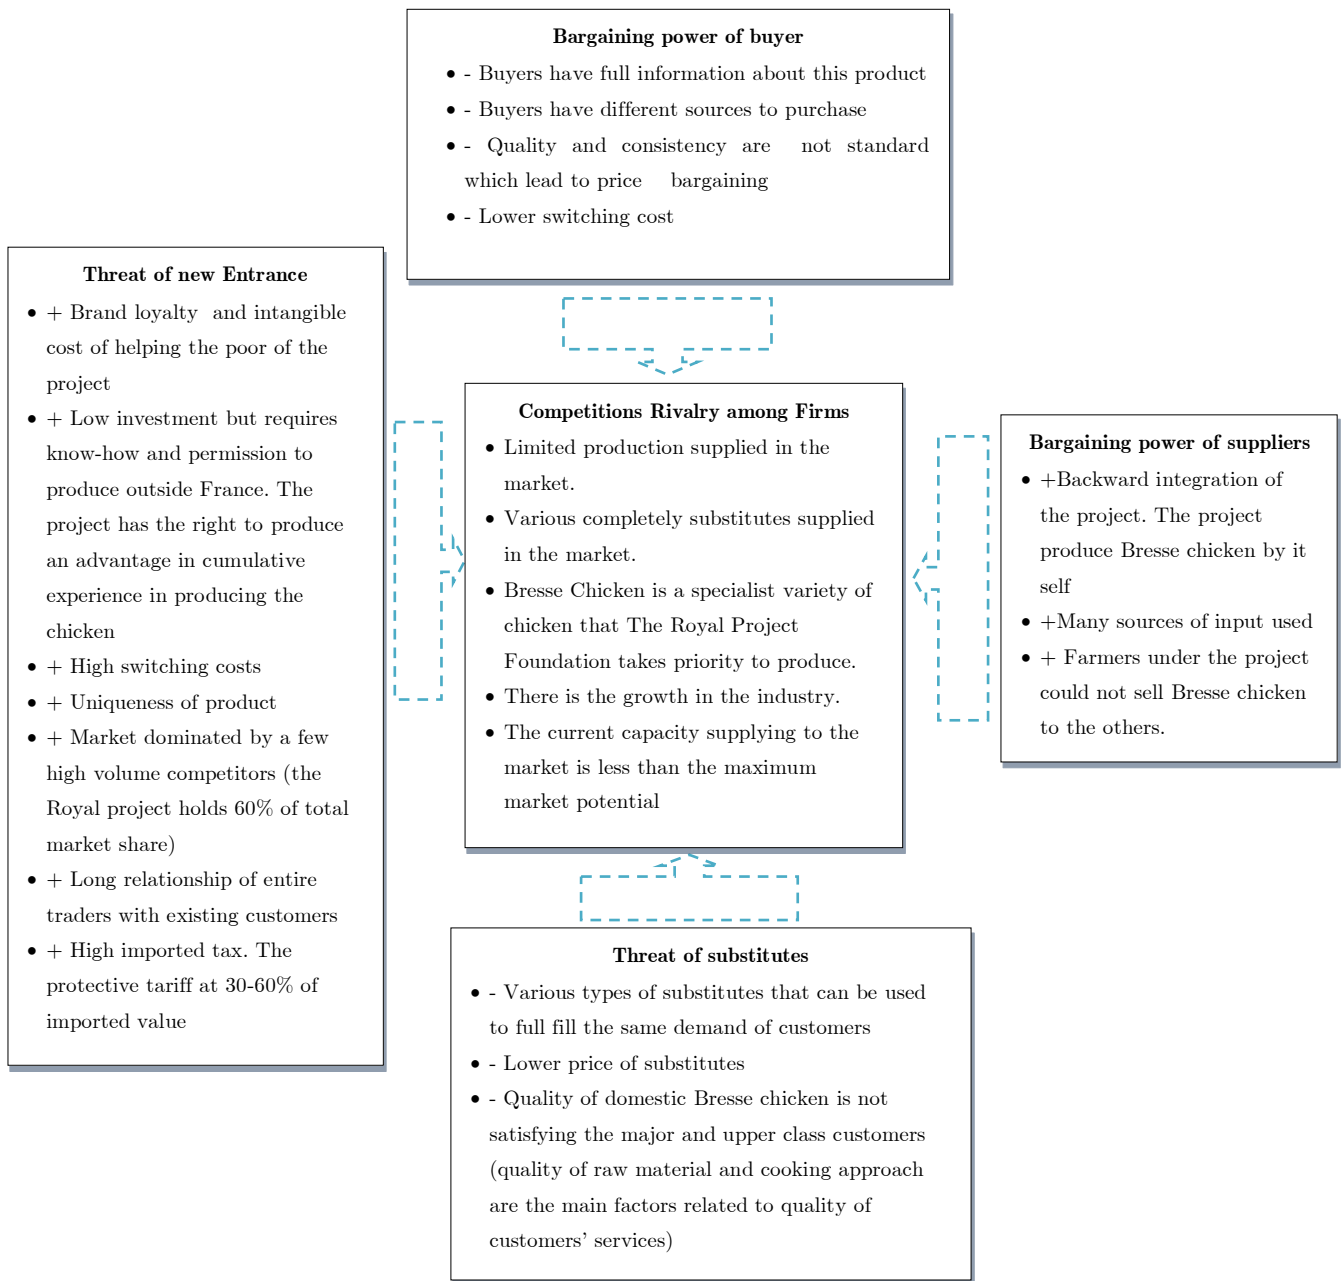 Bargaining power of buyer
• - Buyers have full information about this product
• - Buyers have different sources to purchase
• - Quality and consistency are not standard
which lead to price bargaining
• - Lower switching cost
Threat of new Entrance
• + Brand loyalty and intangible
cost of helping the poor of the
project
• + Low investment but requires
know-how and permission to
produce outside France. The
project has the right to produce
an advantage in cumulative
experience in producing the
chicken
• + High switching costs
• + Uniqueness of product
• + Market dominated by a few
high volume competitors (the
Royal project holds 60% of total
market share)
• + Long relationship of entire
traders with existing customers
• + High imported tax. The
protective tariff at 30-60% of
imported value
Competitions Rivalry among Firms
• Limited production supplied in the
market.
• Various completely substitutes supplied
in the market.
• Bresse Chicken is a specialist variety of
chicken that The Royal Project
Foundation takes priority to produce.
• There is the growth in the industry.
• The current capacity supplying to the
market is less than the maximum
market potential
Bargaining power of suppliers
• +Backward integration of
the project. The project
produce Bresse chicken by it
self
• +Many sources of input used
• + Farmers under the project
could not sell Bresse chicken
to the others.
Threat of substitutes
• - Various types of substitutes that can be used
to full fill the same demand of customers
• - Lower price of substitutes
• - Quality of domestic Bresse chicken is not
satisfying the major and upper class customers
(quality of raw material and cooking approach
are the main factors related to quality of
customers' services)